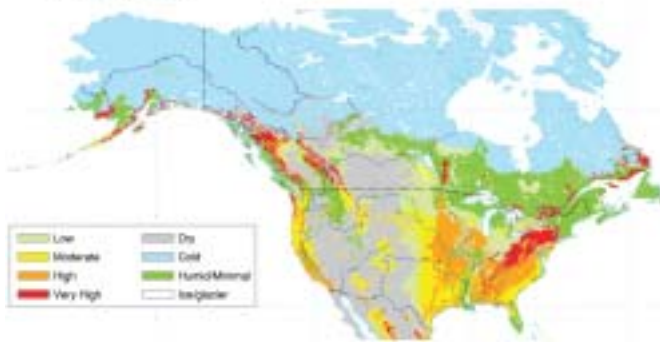 Low
Moderate
High
Very High
Dry
Cold
Humid/Minimal
Ice/glacier